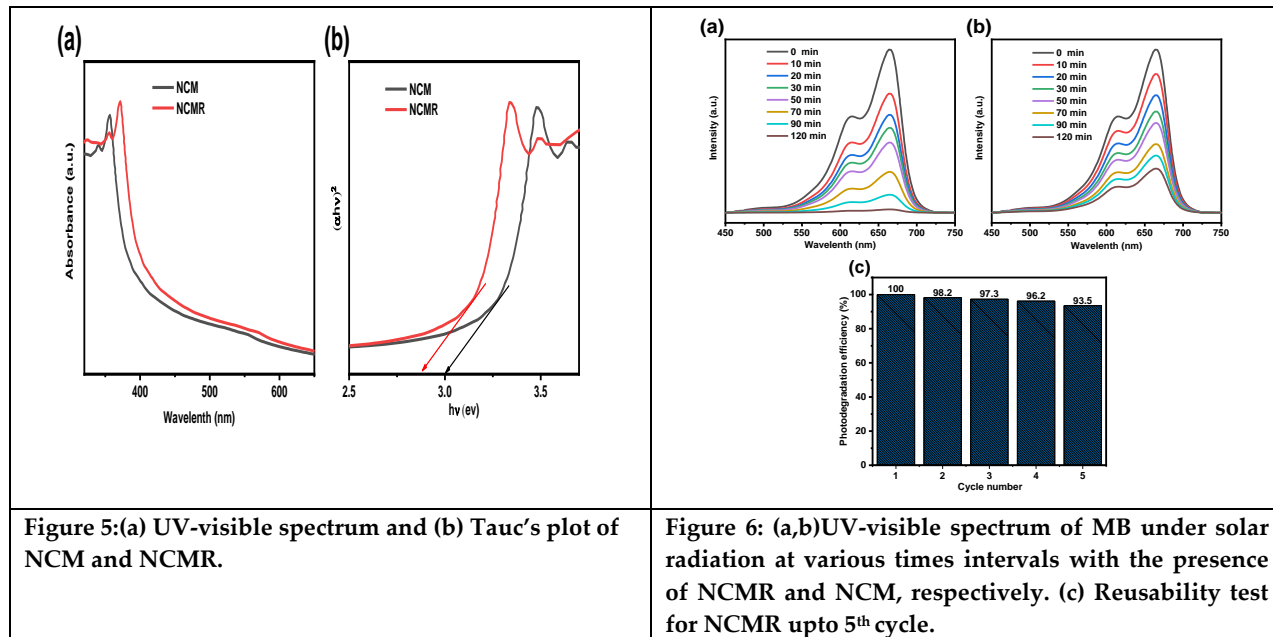 (a)
NCM
NCMR
Absorbance (a.u.)
400
500
600
Wavelenth (nm)
(b)
NCM
NCMR
(αhν)²
2.5
3.0
3.5
hν (ev)
Figure 5:(a) UV-visible spectrum and (b) Tauc's plot of
NCM and NCMR.
(a)
0 min
10 min
20 min
30 min
50 min
70 min
90 min
120 min
Intensity (a.u.)
450 500 550 600 650 700 750
Wavelenth (nm)
(b)
0 min
10 min
20 min
30 min
50 min
70 min
90 min
120 min
Intensity (a.u.)
450 500 550 600 650 700 750
Wavelenth (nm)
(c)
100 98.2 97.3 96.2 93.5
100
80
60
40
20
0
Photodegradation efficiency (%)
1 2 3 4 5
Cycle number
Figure 6: (a,b)UV-visible spectrum of MB under solar
radiation at various times intervals with the presence
of NCMR and NCM, respectively. (c) Reusability test
for NCMR upto 5th cycle.